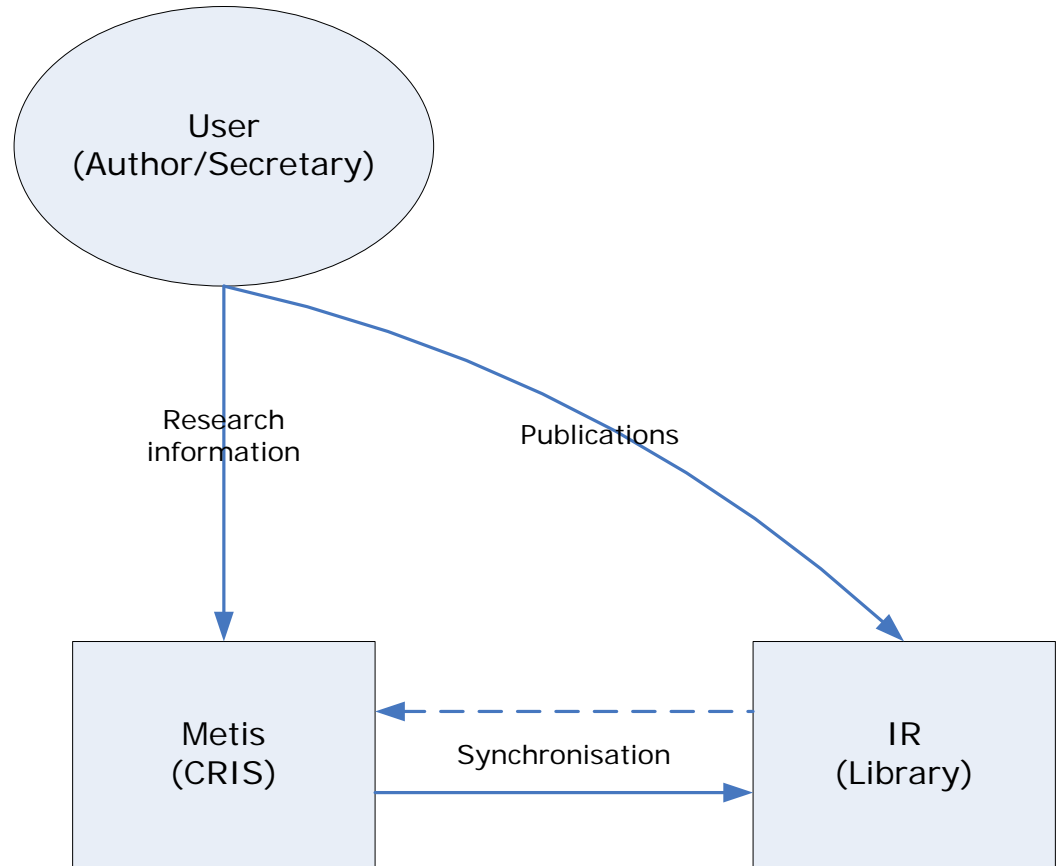 User
(Author/Secretary)
Research
information
Publications
Metis
(CRIS)
Synchronisation
IR
(Library)